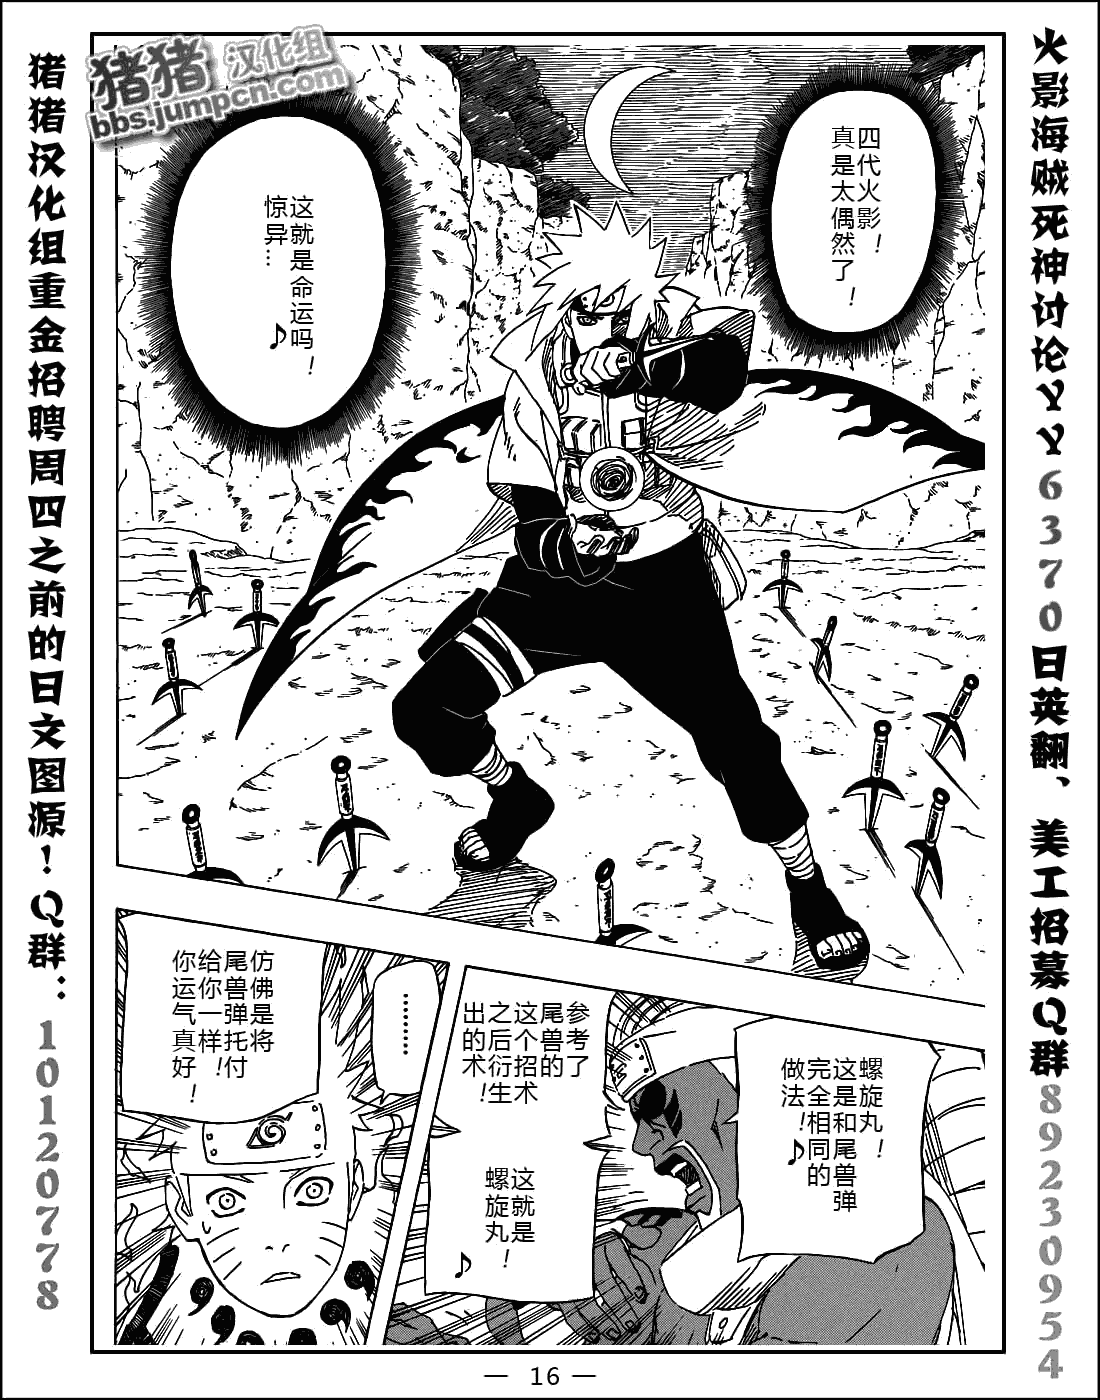 猪猪汉化组
bbs.jumpcn.com
火影海贼死神讨论YY63770日英翻、美工招募Q群89230954
四代火影！
真是太偶然了！
这就是命运吗！
惊异…♪
螺旋丸！
这是和尾兽弹
完全相同的
做法！♪
参考了
尾兽的
这个招术
之后衍生
出的术！
这就是
螺旋丸！
♪
……
仿佛是将
尾兽弹托付
给你一样！
你运气真好！
猪猪汉化组重金招聘周四之前的日文图源！Q群：101220778
— 16 —